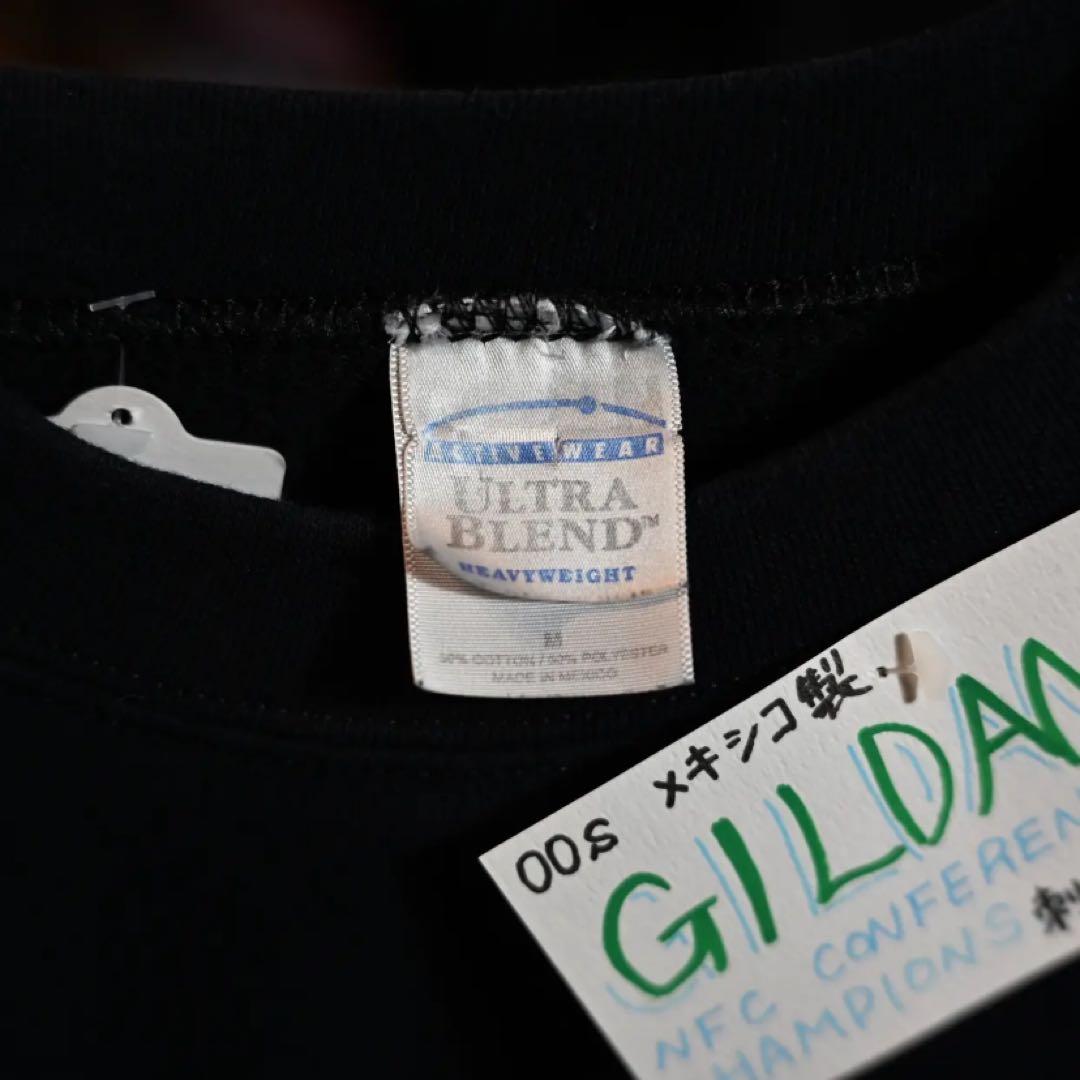 ACTIVEWEAR
ULTRA
BLEND™
HEAVYWEIGHT
M
50% COTTON / 50% POLYESTER
MADE IN MEXICO
00s メキシコ製.
GILDAN
NFC CONFEREN
HAMPIONS